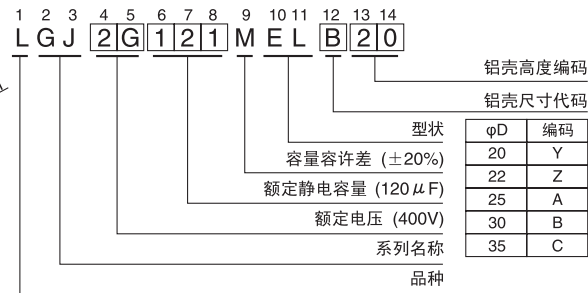 1 2 3 4 5 6 7 8 9 10 11 12 13 14
L G J 2 G 1 2 1 M E L B 2 0
铝壳高度编码
铝壳尺寸代码
型状
容量容许差 (±20%)
额定静电容量 (120μF)
额定电压 (400V)
系列名称
品种
φD 编码
20 Y
22 Z
25 A
30 B
35 C